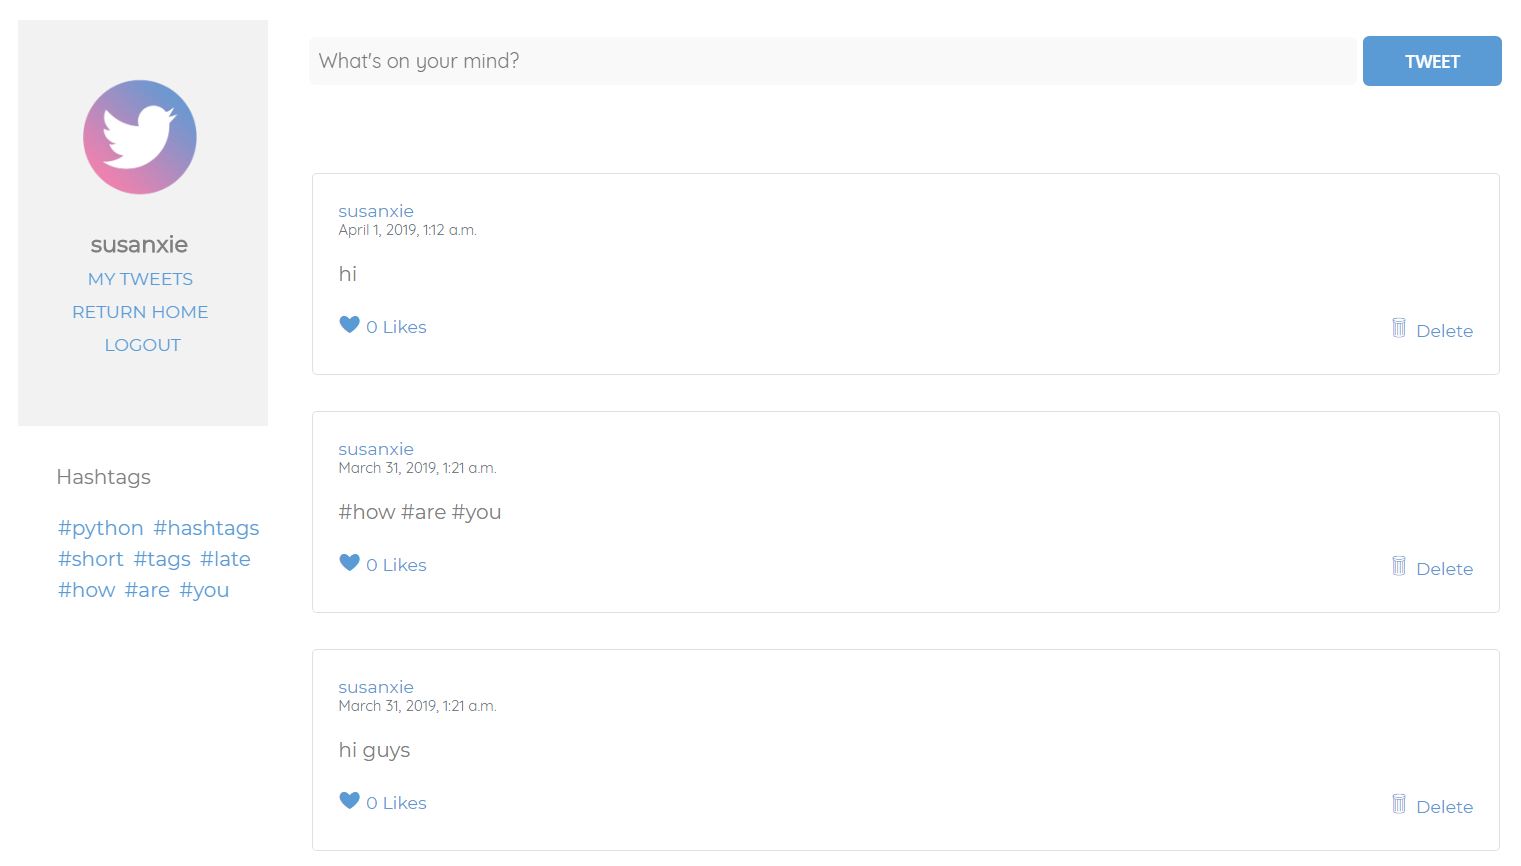 What's on your mind?
TWEET
susanxie
MY TWEETS
RETURN HOME
LOGOUT
Hashtags
#python #hashtags
#short #tags #late
#how #are #you
susanxie
April 1, 2019, 1:12 a.m.
hi
0 Likes
Delete
susanxie
March 31, 2019, 1:21 a.m.
#how #are #you
0 Likes
Delete
susanxie
March 31, 2019, 1:21 a.m.
hi guys
0 Likes
Delete